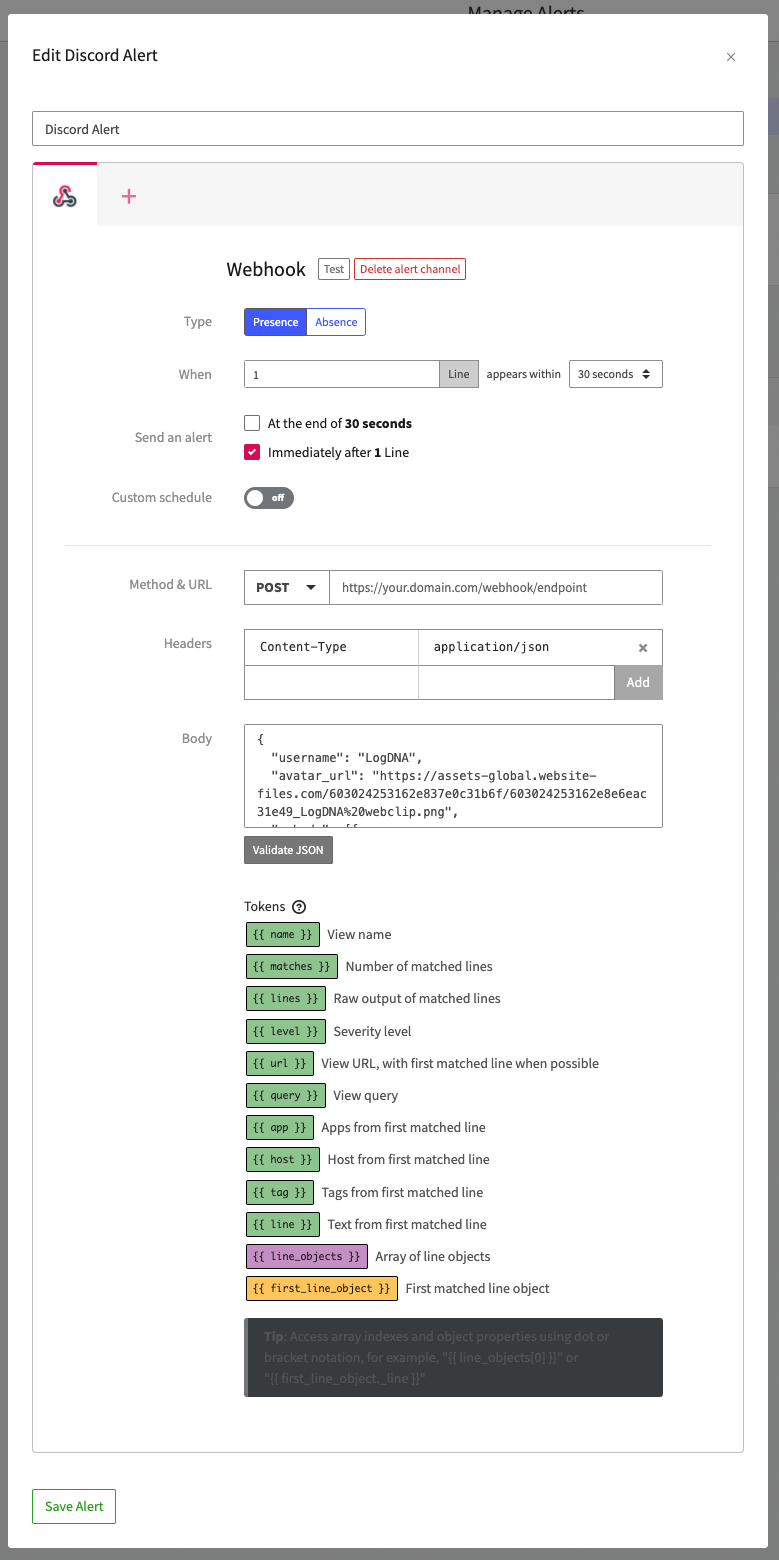 Manage Alerts
Edit Discord Alert
×
Discord Alert
+
Webhook Test Delete alert channel
Type Presence Absence
When 1 Line appears within 30 seconds
At the end of 30 seconds
Send an alert
Immediately after 1 Line
Custom schedule off
Method & URL POST https://your.domain.com/webhook/endpoint
Headers Content-Type application/json ×
Add
Body {
"username": "LogDNA",
"avatar_url": "https://assets-global.website-
files.com/603024253162e837e0c31b6f/603024253162e8e6eac
31e49_LogDNA%20webclip.png",
Validate JSON
Tokens ?
{{ name }} View name
{{ matches }} Number of matched lines
{{ lines }} Raw output of matched lines
{{ level }} Severity level
{{ url }} View URL, with first matched line when possible
{{ query }} View query
{{ app }} Apps from first matched line
{{ host }} Host from first matched line
{{ tag }} Tags from first matched line
{{ line }} Text from first matched line
{{ line_objects }} Array of line objects
{{ first_line_object }} First matched line object
Tip: Access array indexes and object properties using dot or
bracket notation, for example, "{{ line_objects[0] }}" or
"{{ first_line_object._line }}"
Save Alert